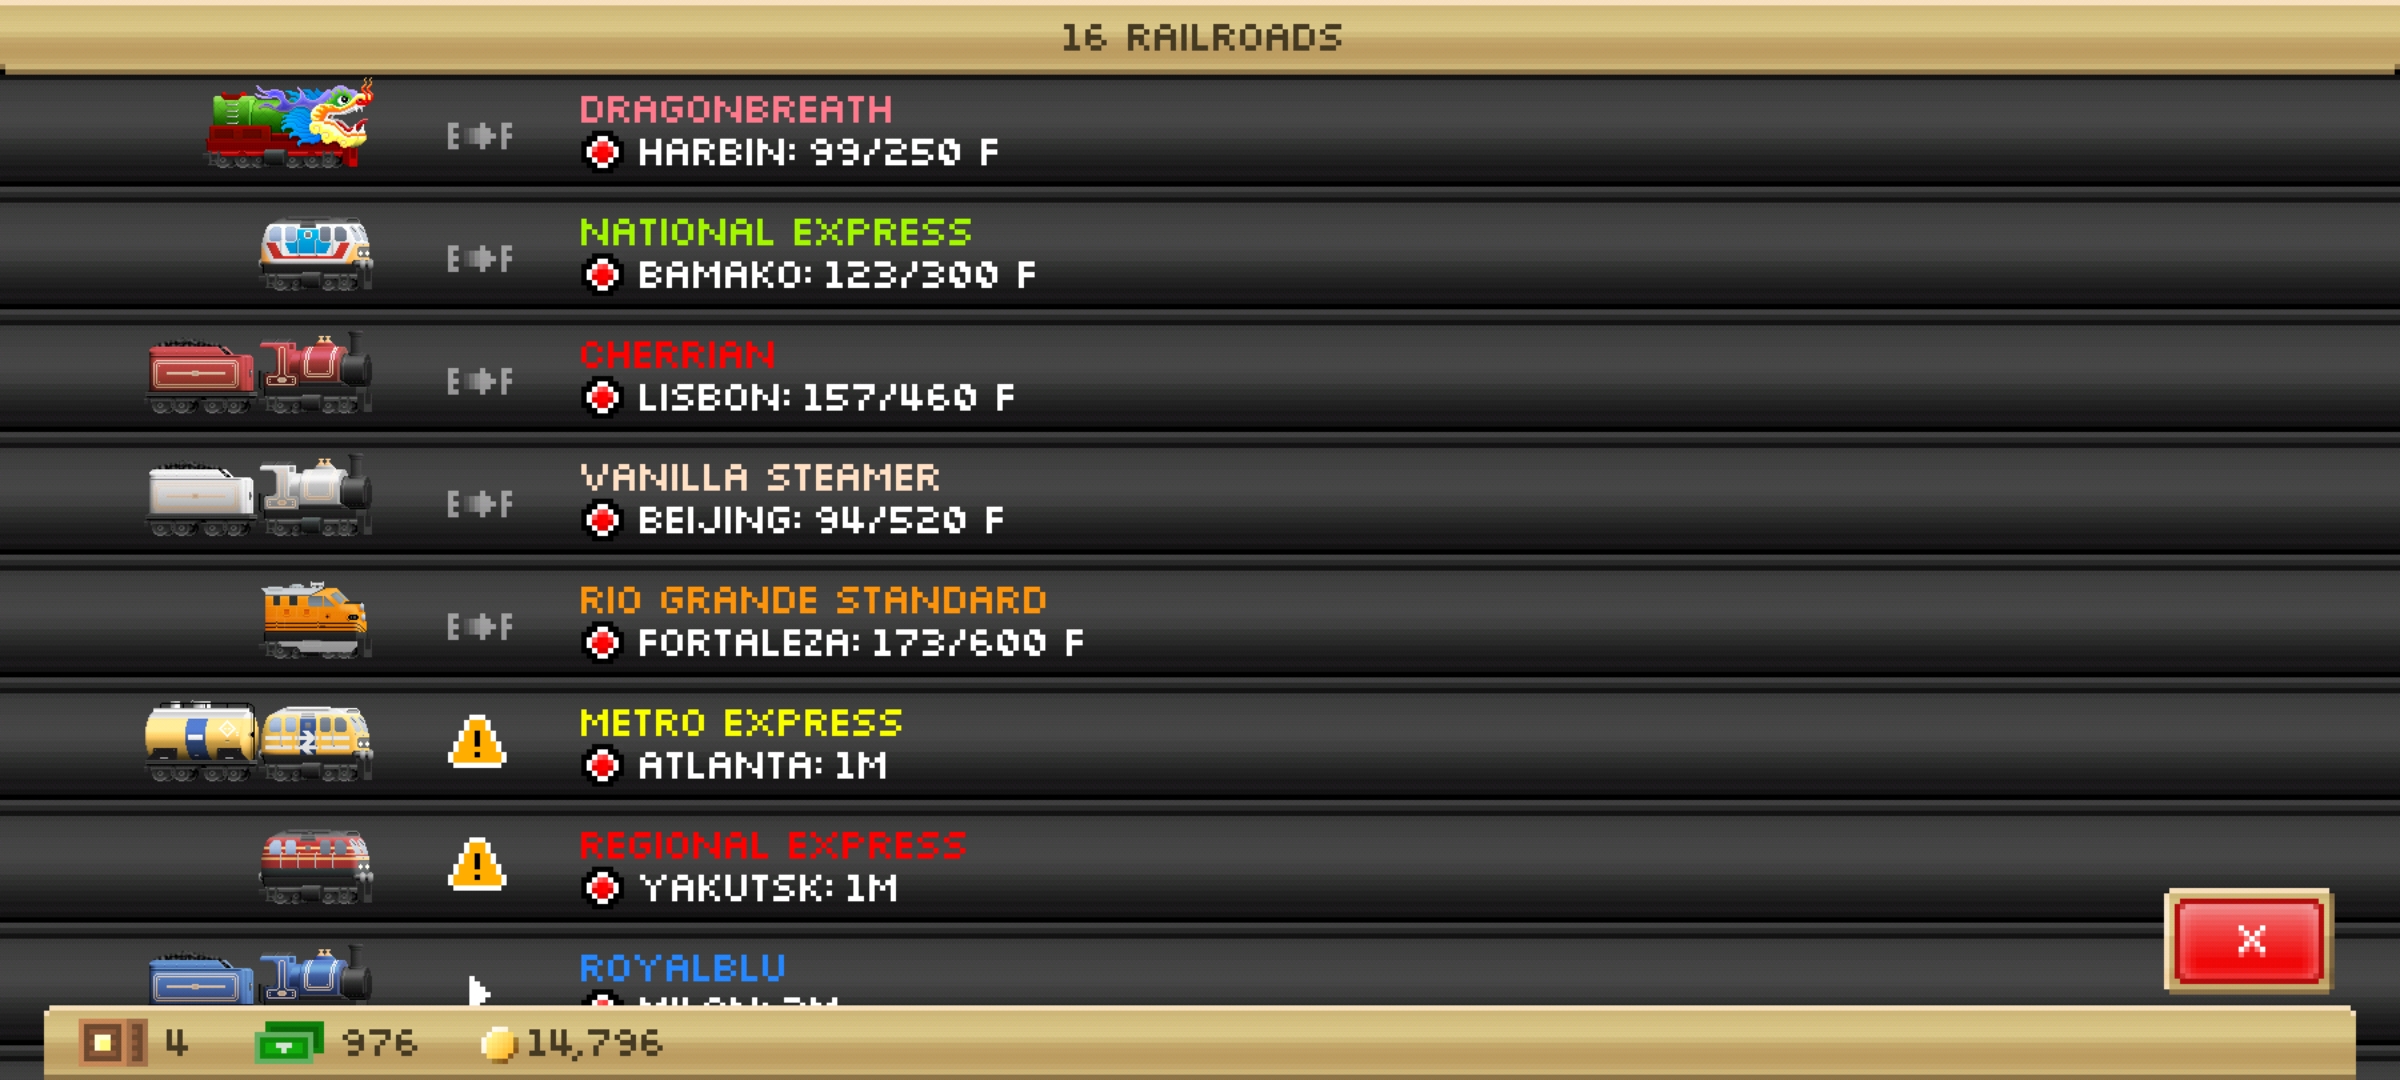 16 RAILROADS
DRAGONBREATH
E F
HARBIN: 99/250 F
NATIONAL EXPRESS
E F
BAMAKO: 123/300 F
CHERRIAN
E F
LISBON: 157/460 F
VANILLA STEAMER
E F
BEIJING: 94/520 F
RIO GRANDE STANDARD
E F
FORTALEZA: 173/600 F
METRO EXPRESS
!
ATLANTA: 1M
REGIONAL EXPRESS
!
YAKUTSK: 1M
X
ROYALBLU
4 976 14,796